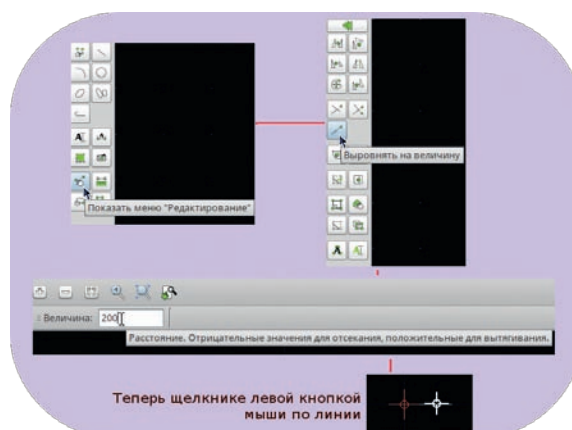 Показать меню "Редактирование"
Выровнять на величину
Величина: 200
Расстояние. Отрицательные значения для отсекания, положительные для вытягивания.
Теперь щелкнике левой кнопкой
мыши по линии